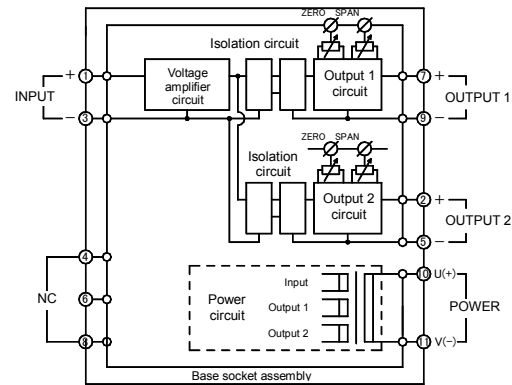 ZERO SPAN
Isolation circuit
+ ① Voltage amplifier circuit Output 1 circuit ⑦ +
INPUT OUTPUT 1
− ③ ⑨ −
ZERO SPAN
Isolation circuit
Output 2 circuit ② +
OUTPUT 2
⑤ −
④
NC
⑥
⑧
Power circuit
Input
Output 1
Output 2
⑩ U(+)
POWER
⑪ V(−)
Base socket assembly